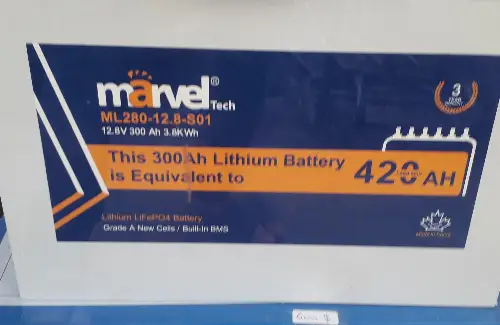 marvel®
Tech
ML280-12.8-S01
12.8V 300 Ah 3.8KWh
3
This 300Ah Lithium Battery
is Equivalent to
420 AH
Lithium LiFePO4 Battery
Grade A New Cells / Built-In BMS